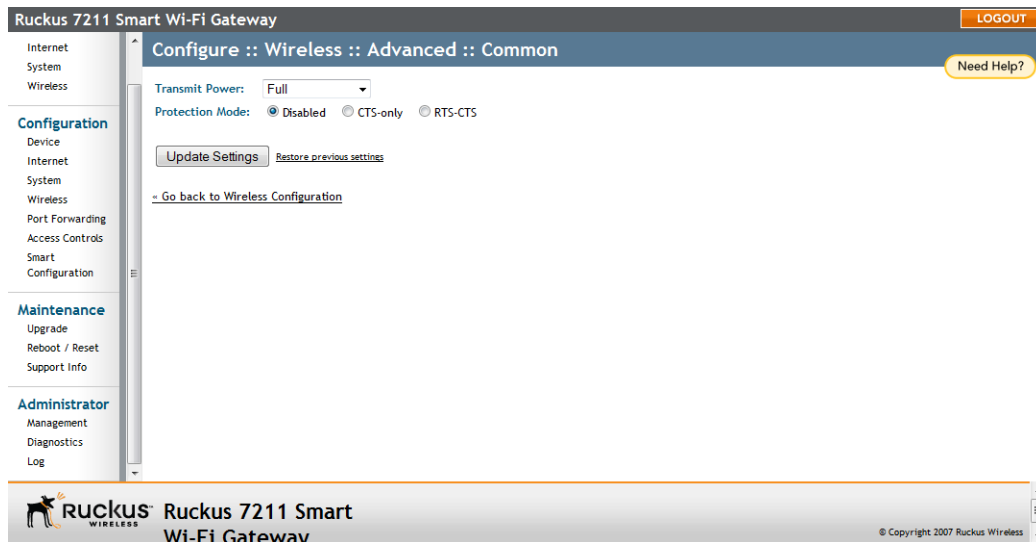 Ruckus 7211 Smart Wi-Fi Gateway
LOGOUT
Internet
System
Wireless
Configuration
Device
Internet
System
Wireless
Port Forwarding
Access Controls
Smart
Configuration
Maintenance
Upgrade
Reboot / Reset
Support Info
Administrator
Management
Diagnostics
Log
Configure :: Wireless :: Advanced :: Common
Need Help?
Transmit Power: Full
Protection Mode: Disabled CTS-only RTS-CTS
Update Settings Restore previous settings
« Go back to Wireless Configuration
RUCKUS WIRELESS
Ruckus 7211 Smart
Wi-Fi Gateway
© Copyright 2007 Ruckus Wireless